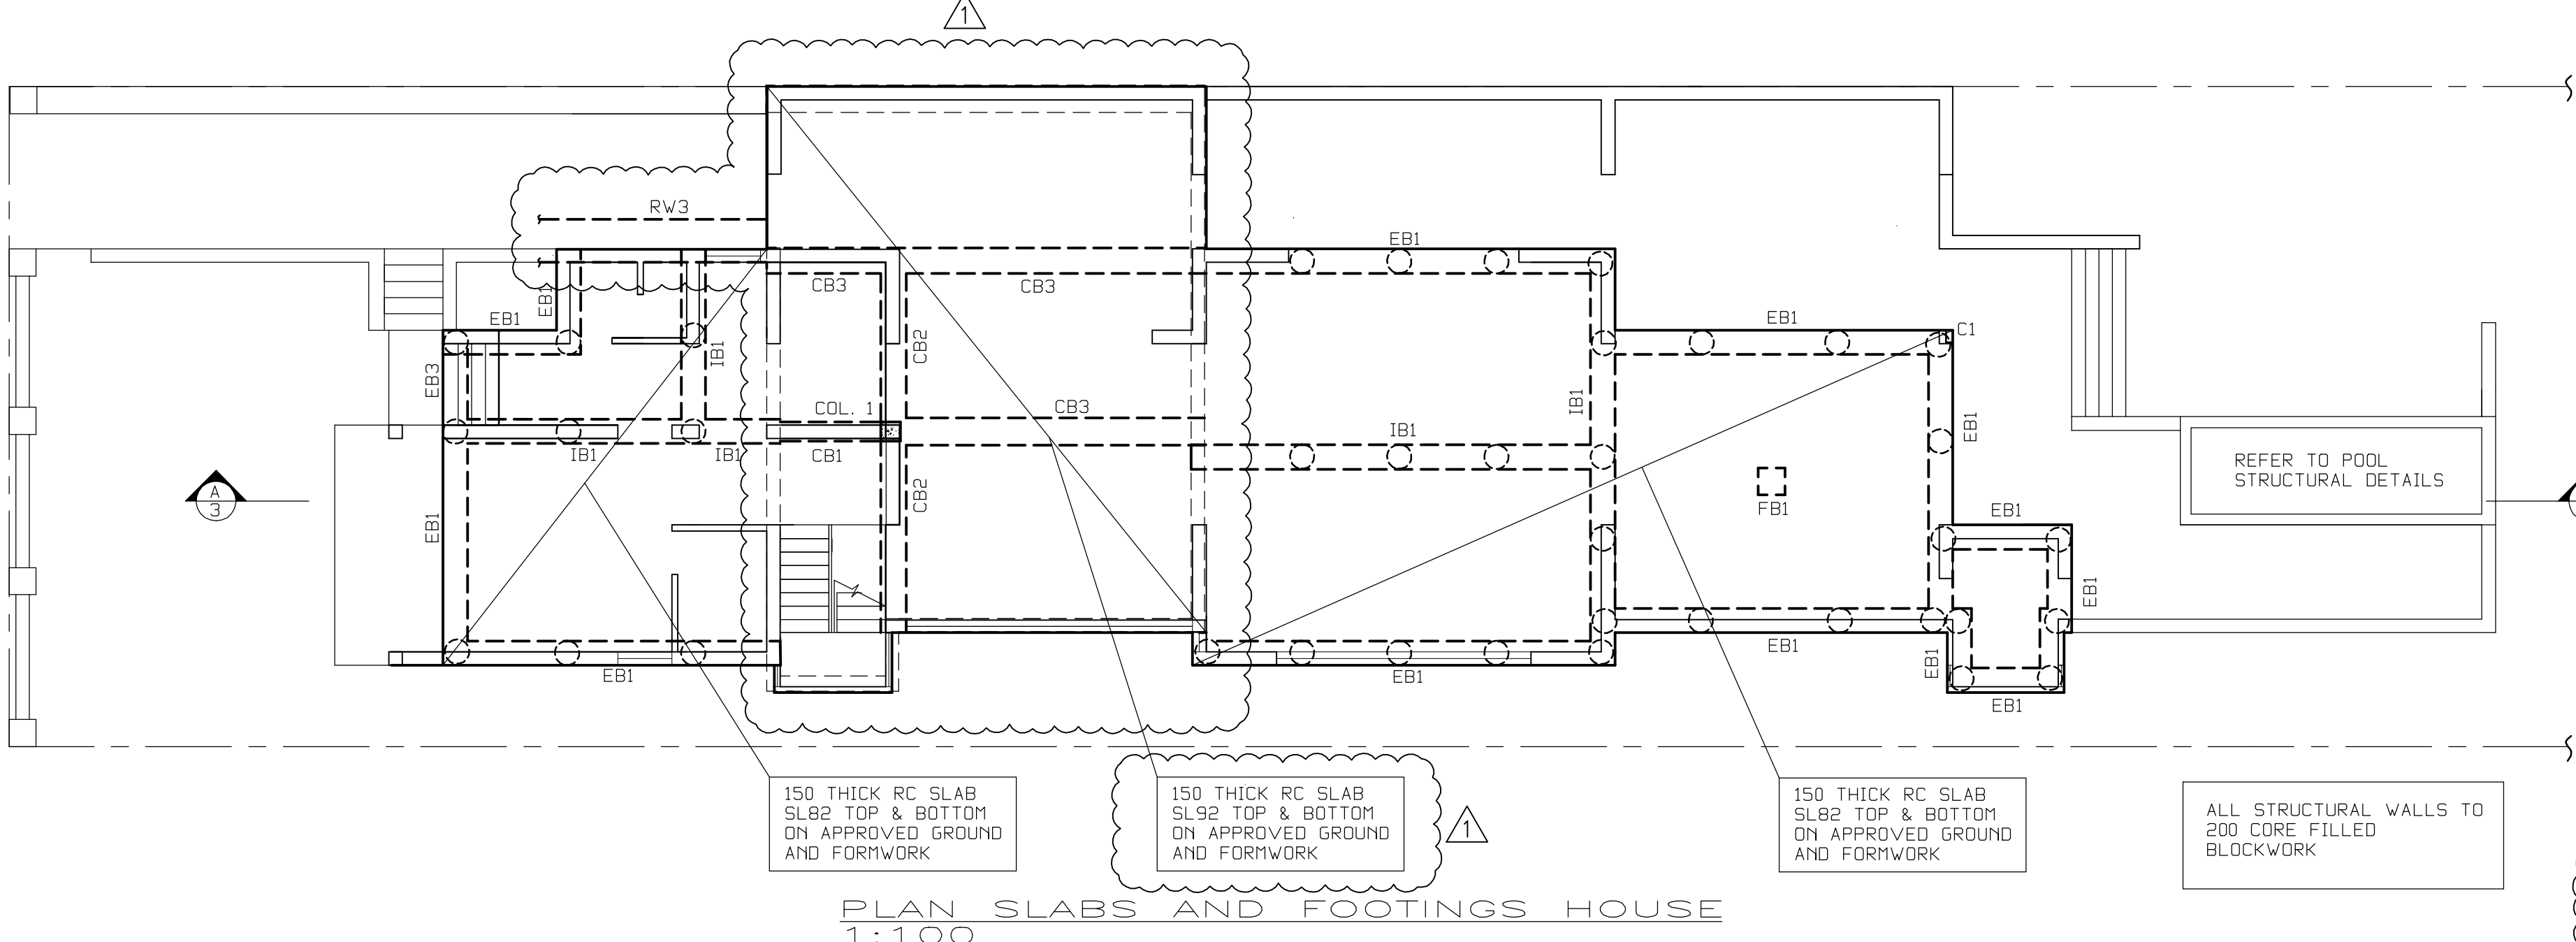 1
RW3
EB1
CB3
CB3
EB1
EB1
EB1
CB2
IB1
C1
EB3
COL. 1
CB3
IB1
EB1
IB1
IB1
IB1
CB1
CB2
EB1
A
3
FB1
EB1
REFER TO POOL
STRUCTURAL DETAILS
EB1
EB1
EB1
EB1
EB1
EB1
EB1
150 THICK RC SLAB
SL82 TOP & BOTTOM
ON APPROVED GROUND
AND FORMWORK
150 THICK RC SLAB
SL92 TOP & BOTTOM
ON APPROVED GROUND
AND FORMWORK
1
150 THICK RC SLAB
SL82 TOP & BOTTOM
ON APPROVED GROUND
AND FORMWORK
ALL STRUCTURAL WALLS TO
200 CORE FILLED
BLOCKWORK
PLAN SLABS AND FOOTINGS HOUSE
1:100